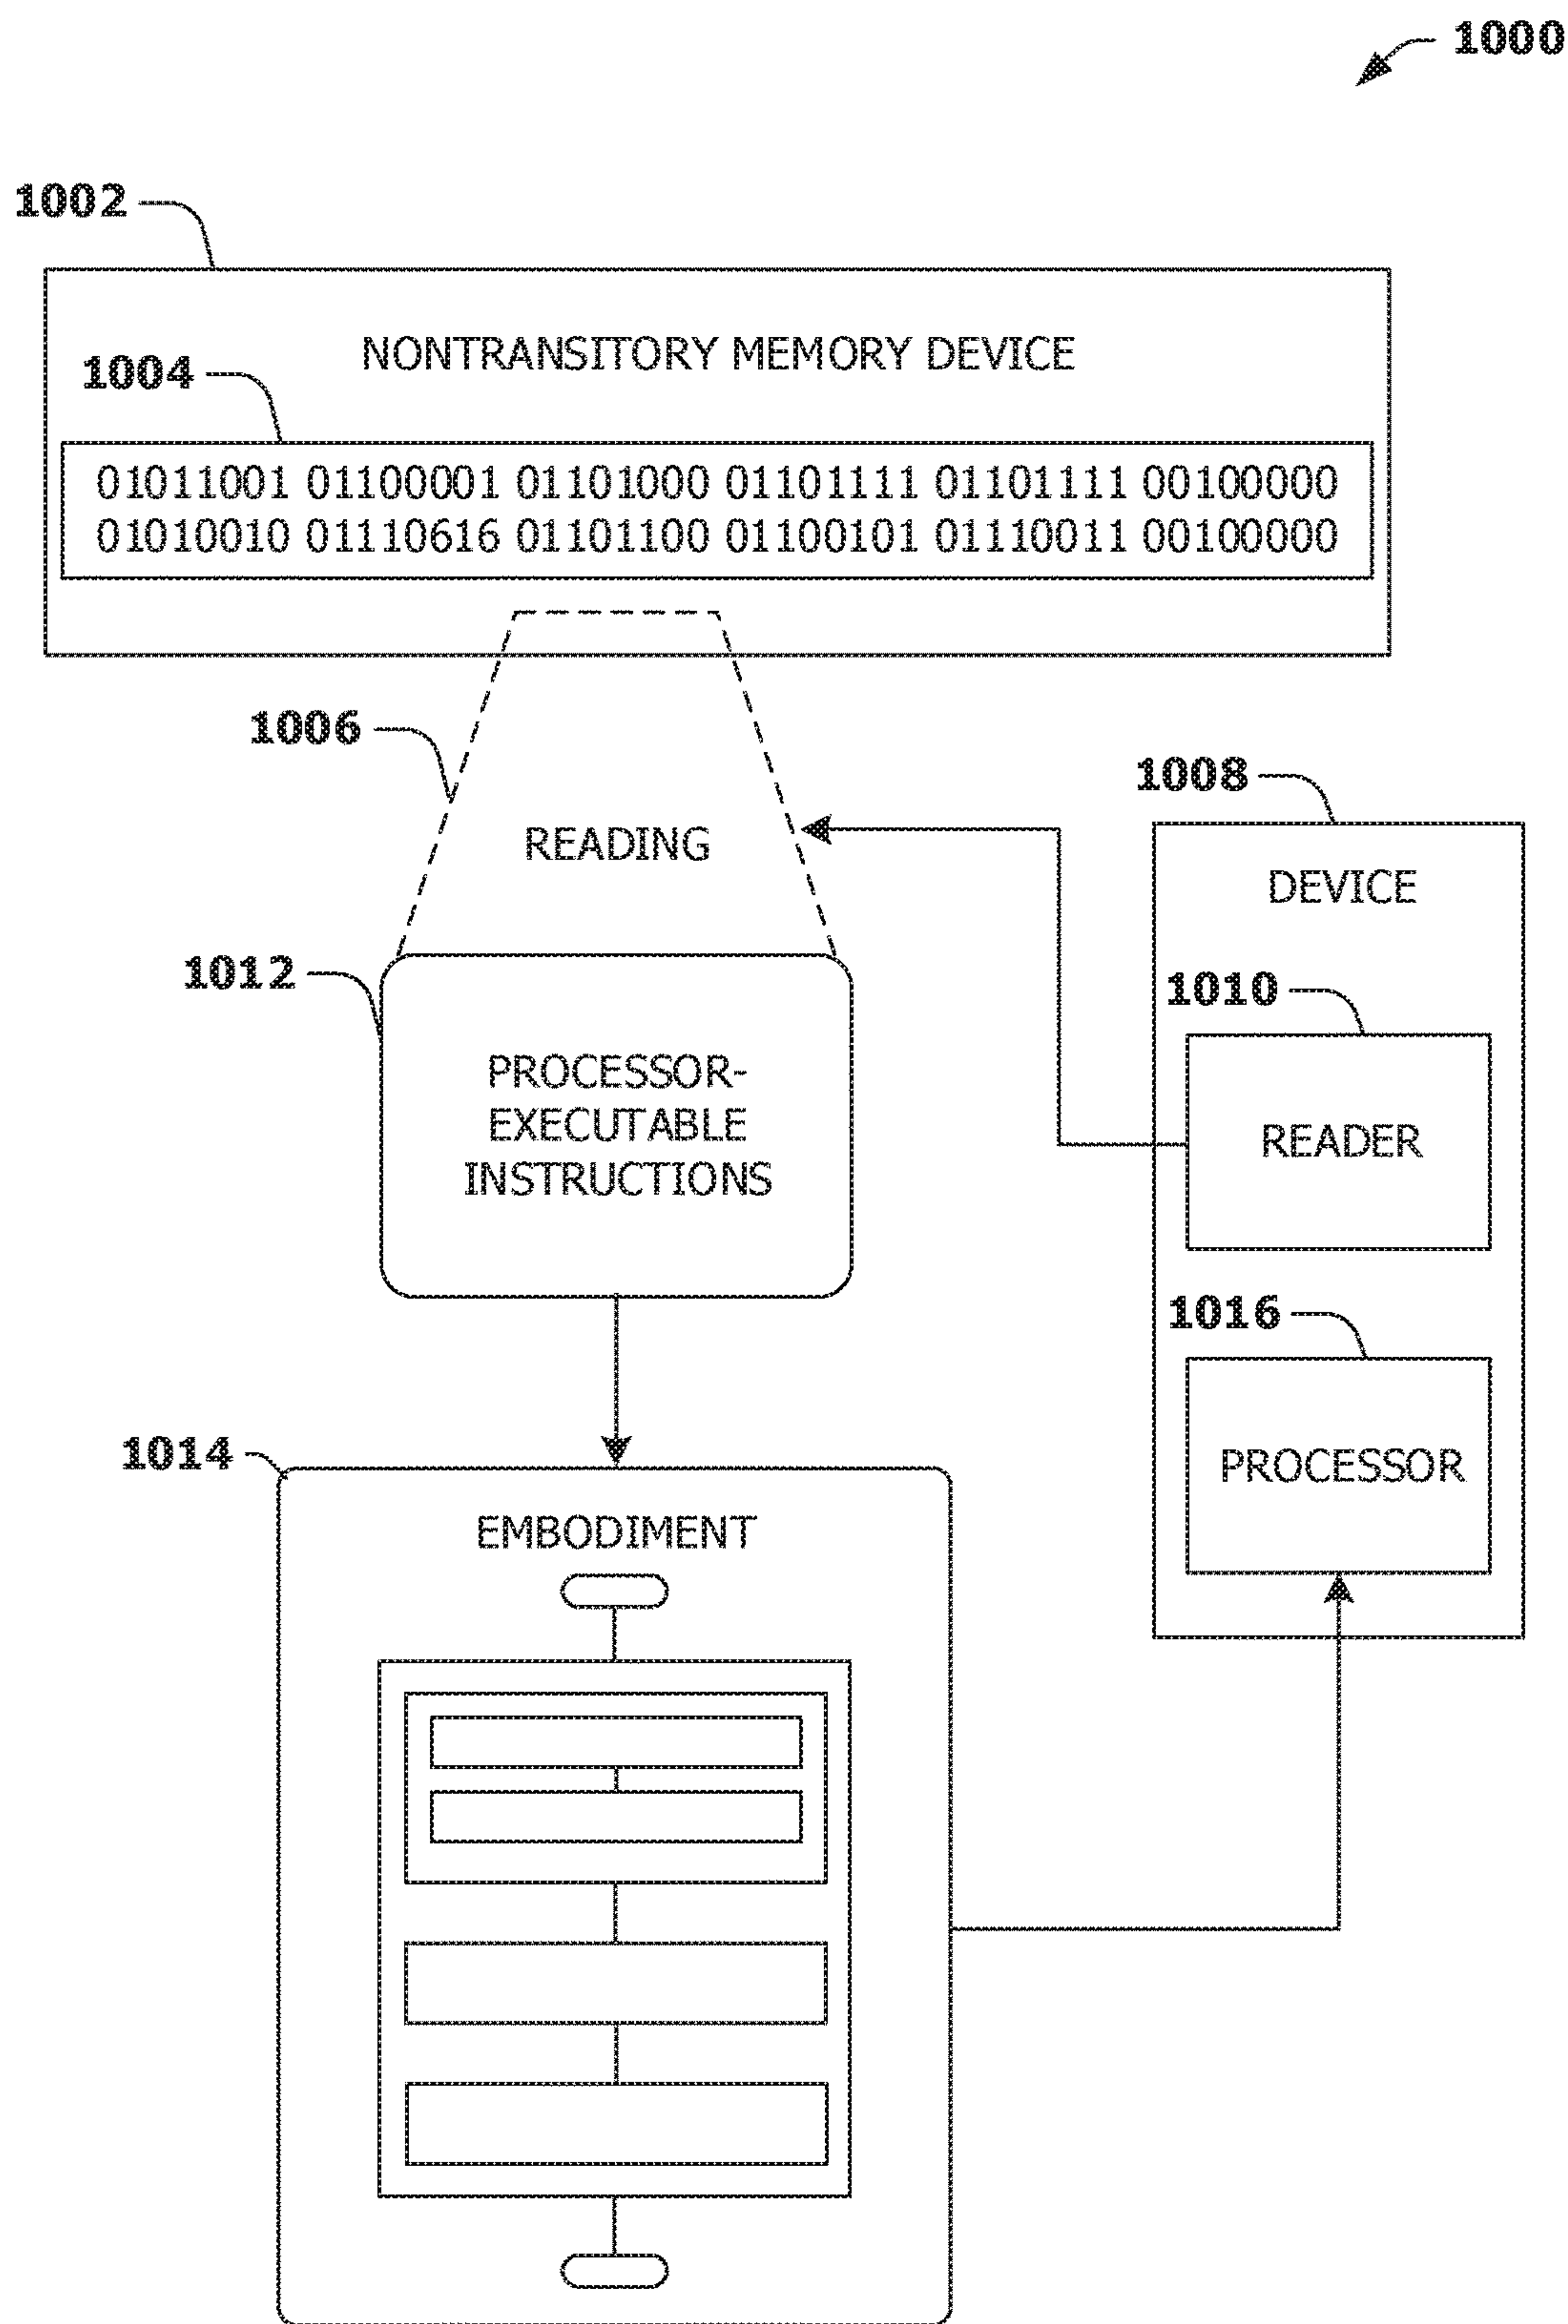 1000
1002
NONTRANSITORY MEMORY DEVICE
1004
01011001 01100001 01101000 01101111 01101111 00100000
01010010 01110616 01101100 01100101 01110011 00100000
1006
READING
1008
DEVICE
1012
PROCESSOR-
EXECUTABLE
INSTRUCTIONS
1010
READER
1016
PROCESSOR
1014
EMBODIMENT